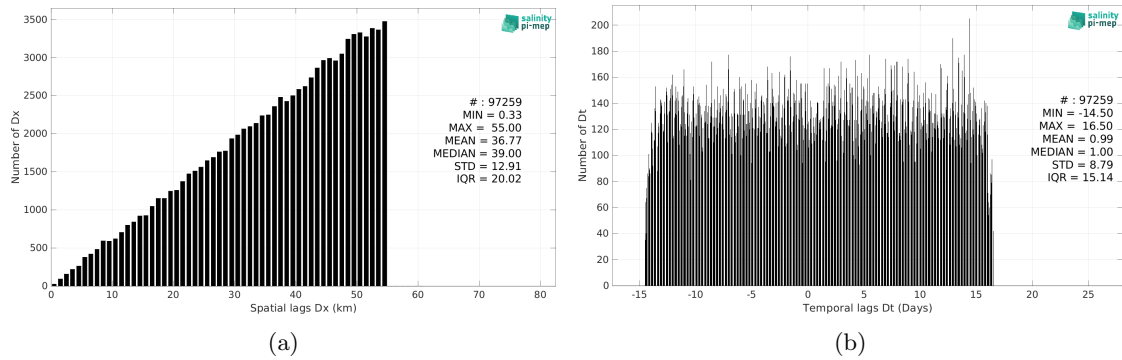 3500
3000
2500
2000
1500
1000
500
0
Number of Dx
salinity
pi-mep
# : 97259
MIN = 0.33
MAX = 55.00
MEAN = 36.77
MEDIAN = 39.00
STD = 12.91
IQR = 20.02
0 10 20 30 40 50 60 70 80
Spatial lags Dx (km)
(a)
200
180
160
140
120
100
80
60
40
20
0
Number of Dt
salinity
pi-mep
# : 97259
MIN = -14.50
MAX = 16.50
MEAN = 0.99
MEDIAN = 1.00
STD = 8.79
IQR = 15.14
-15 -10 -5 0 5 10 15 20 25
Temporal lags Dt (Days)
(b)